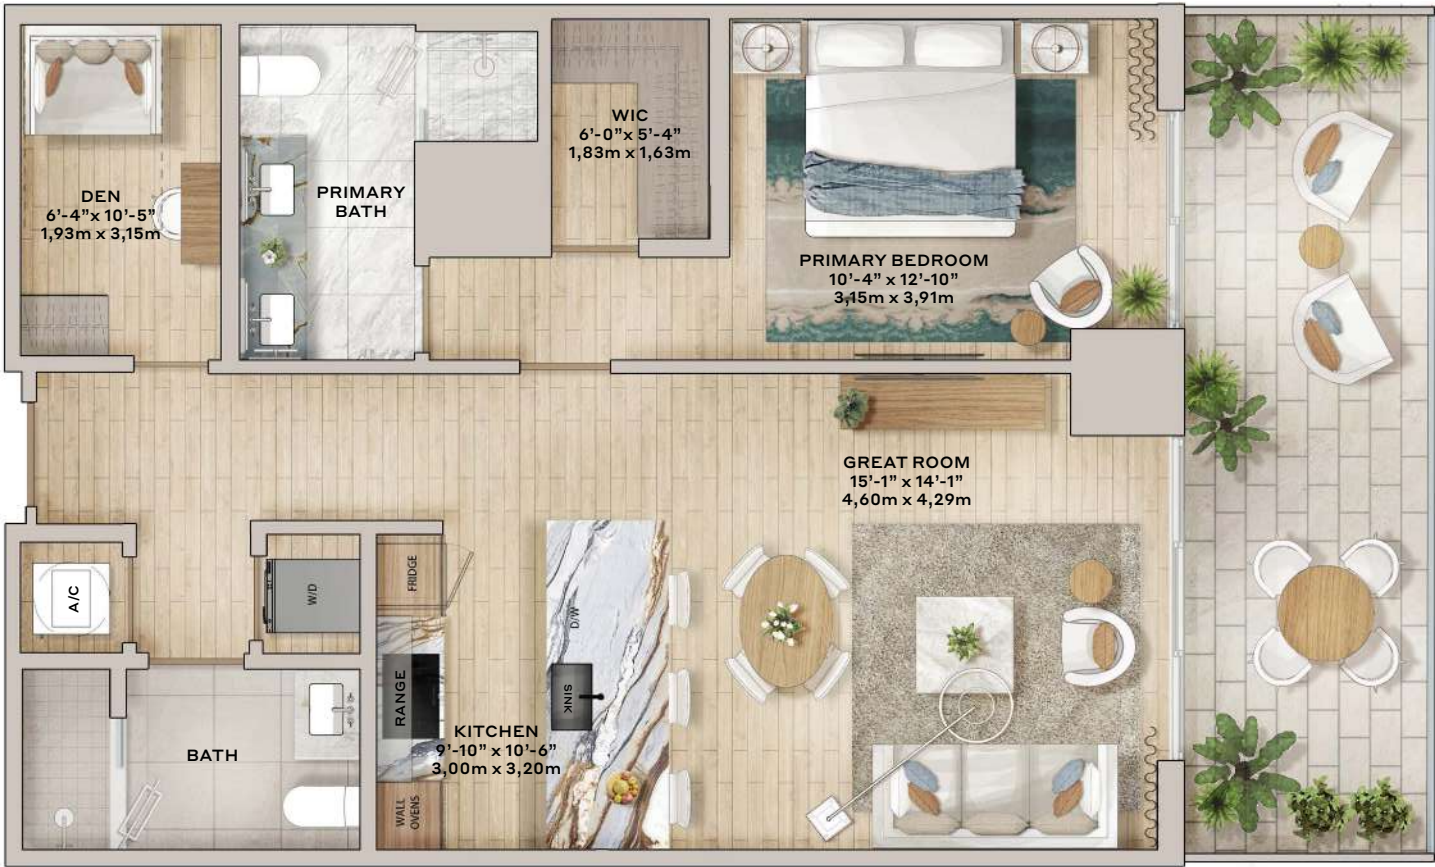 DEN
6'-4”x 10'-5”
1,93m x 3,15m
PRIMARY
BATH
WIC
6'-0”x 5'-4”
1,83m x 1,63m
PRIMARY BEDROOM
10'-4” x 12'-10”
3,15m x 3,91m
GREAT ROOM
15'-1” x 14'-1”
4,60m x 4,29m
A/C
W/D
FRIDGE
D/W
RANGE
SINK
KITCHEN
9'-10” x 10'-6”
3,00m x 3,20m
WALL
OVENS
BATH